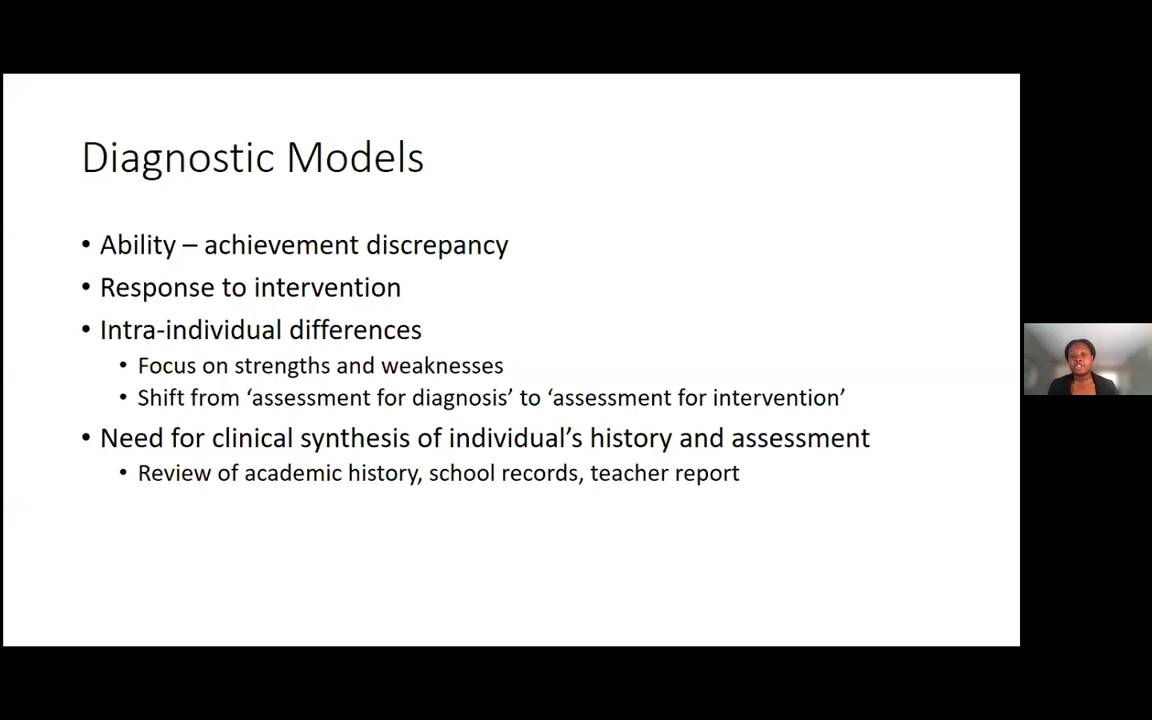 Diagnostic Models
• Ability – achievement discrepancy
• Response to intervention
• Intra-individual differences
• Focus on strengths and weaknesses
• Shift from ‘assessment for diagnosis’ to ‘assessment for intervention’
• Need for clinical synthesis of individual’s history and assessment
• Review of academic history, school records, teacher report